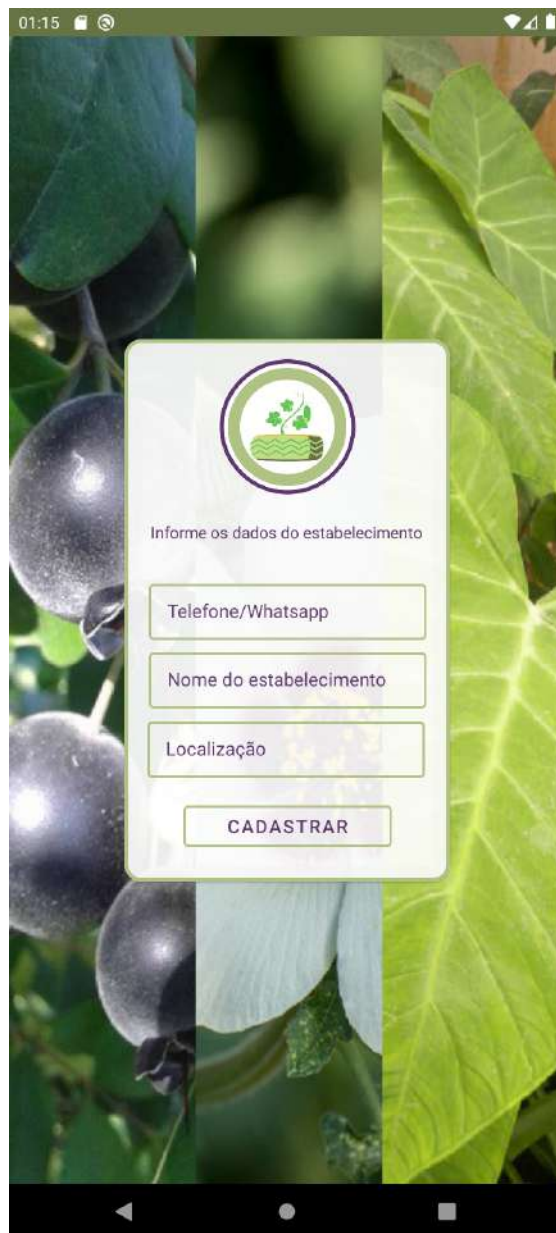 01:15
Informe os dados do estabelecimento
Telefone/Whatsapp
Nome do estabelecimento
Localização
CADASTRAR